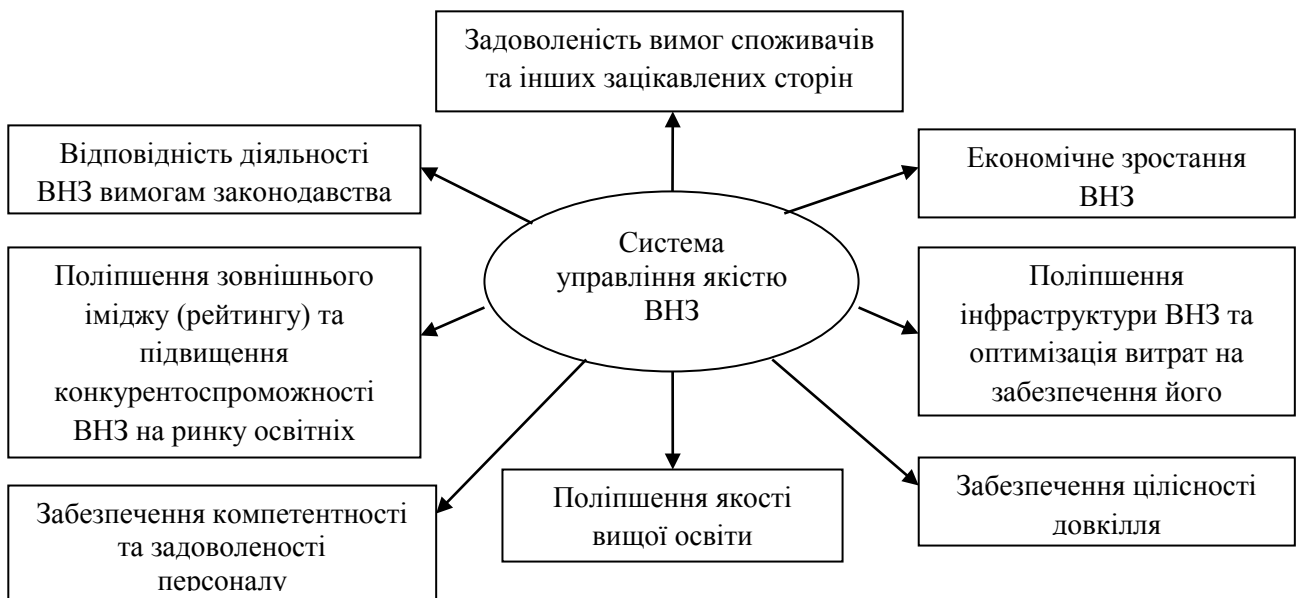 Задоволеність вимог споживачів
та інших зацікавлених сторін
Відповідність діяльності
ВНЗ вимогам законодавства
Економічне зростання
ВНЗ
Система
управління якістю
ВНЗ
Поліпшення зовнішнього
іміджу (рейтингу) та
підвищення
конкурентоспроможності
ВНЗ на ринку освітніх
Поліпшення
інфраструктури ВНЗ та
оптимізація витрат на
забезпечення його
Забезпечення компетентності
та задоволеності
персоналу
Поліпшення якості
вищої освіти
Забезпечення цілісності
довкілля